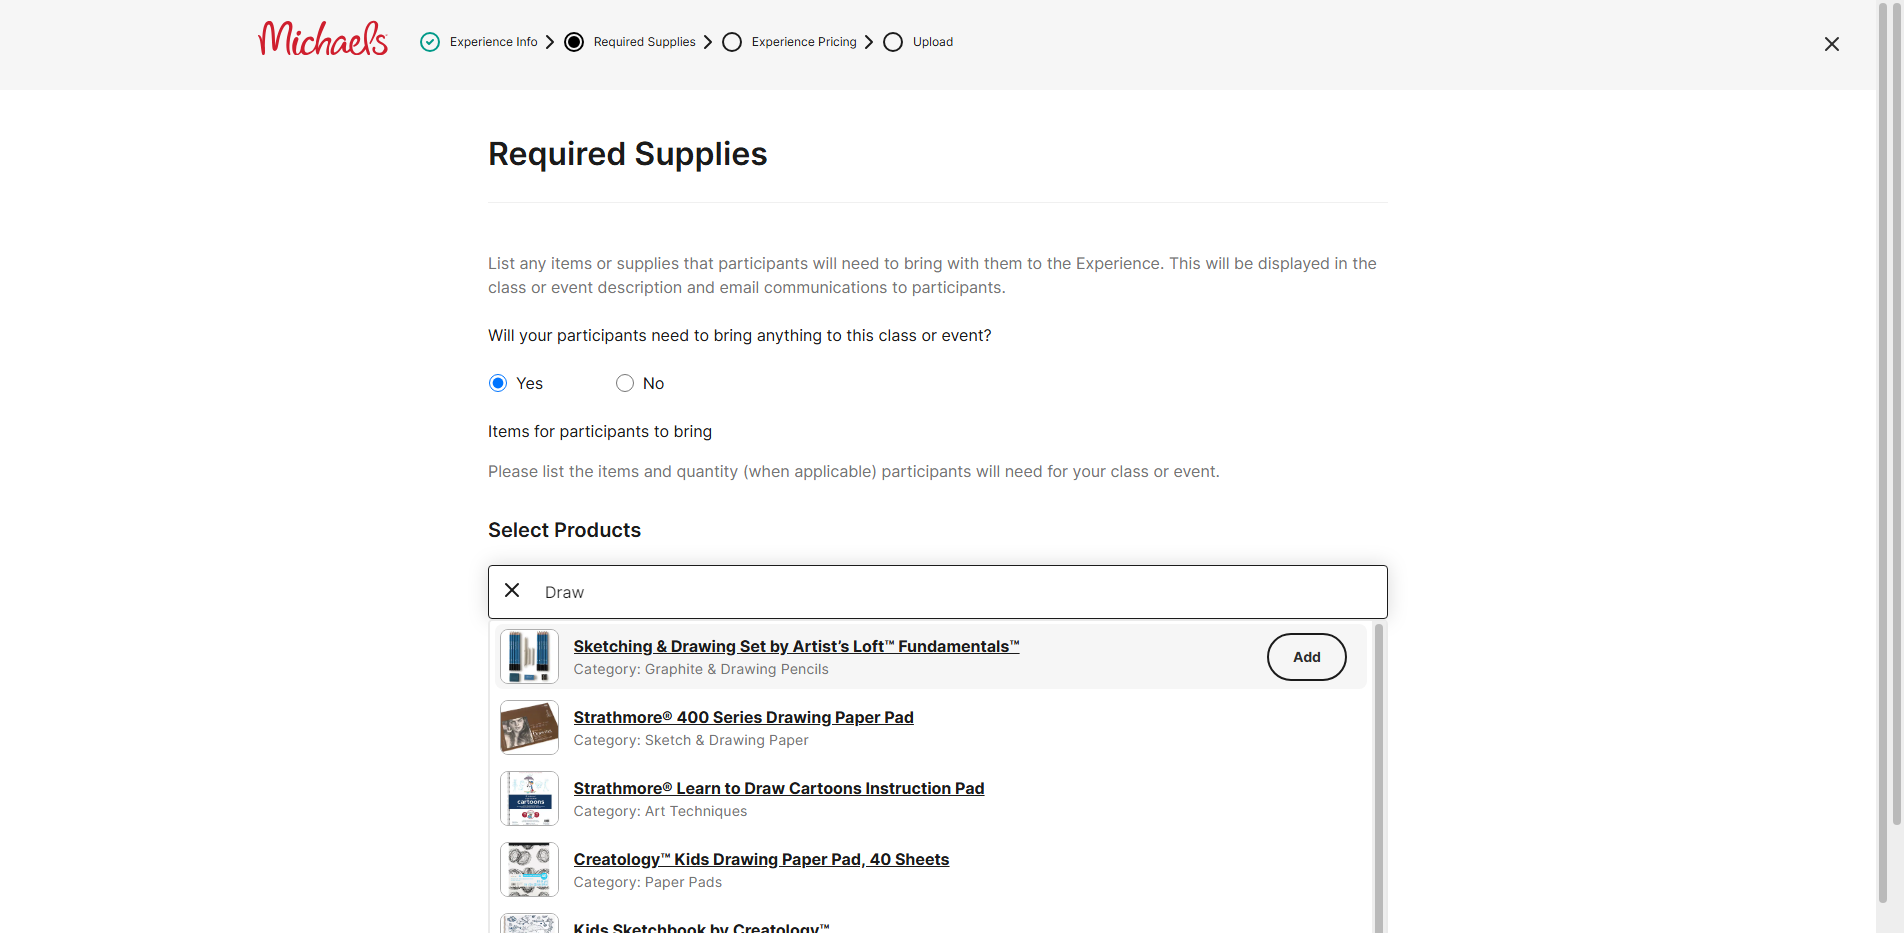 Michaels
Experience Info
Required Supplies
Experience Pricing
Upload
Required Supplies
List any items or supplies that participants will need to bring with them to the Experience. This will be displayed in the
class or event description and email communications to participants.
Will your participants need to bring anything to this class or event?
Yes
No
Items for participants to bring
Please list the items and quantity (when applicable) participants will need for your class or event.
Select Products
Draw
Sketching & Drawing Set by Artist’s Loft™ Fundamentals™
Category: Graphite & Drawing Pencils
Add
Strathmore® 400 Series Drawing Paper Pad
Category: Sketch & Drawing Paper
Strathmore® Learn to Draw Cartoons Instruction Pad
Category: Art Techniques
cartoons
Creatology™ Kids Drawing Paper Pad, 40 Sheets
Category: Paper Pads
Kids Sketchbook by Creatology™